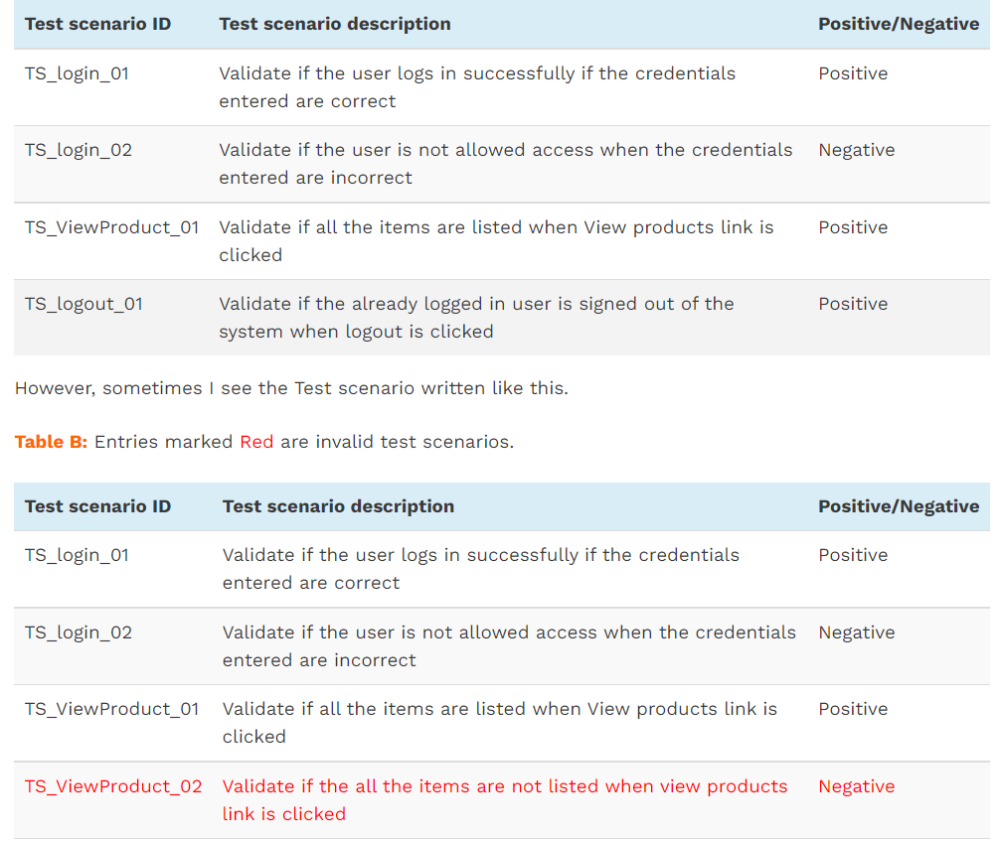 Test scenario ID Test scenario description Positive/Negative
TS_login_01 Validate if the user logs in successfully if the credentials Positive
entered are correct
TS_login_02 Validate if the user is not allowed access when the credentials Negative
entered are incorrect
TS_ViewProduct_01 Validate if all the items are listed when View products link is Positive
clicked
TS_logout_01 Validate if the already logged in user is signed out of the Positive
system when logout is clicked
However, sometimes I see the Test scenario written like this.
Table B: Entries marked Red are invalid test scenarios.
Test scenario ID Test scenario description Positive/Negative
TS_login_01 Validate if the user logs in successfully if the credentials Positive
entered are correct
TS_login_02 Validate if the user is not allowed access when the credentials Negative
entered are incorrect
TS_ViewProduct_01 Validate if all the items are listed when View products link is Positive
clicked
TS_ViewProduct_02 Validate if the all the items are not listed when view products Negative
link is clicked